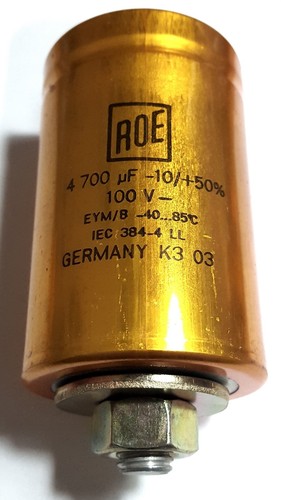 ROE
4 700 µF -10/+50%
100 V –
EYM/B -40...85°C
IEC 384-4 LL
GERMANY K3 03